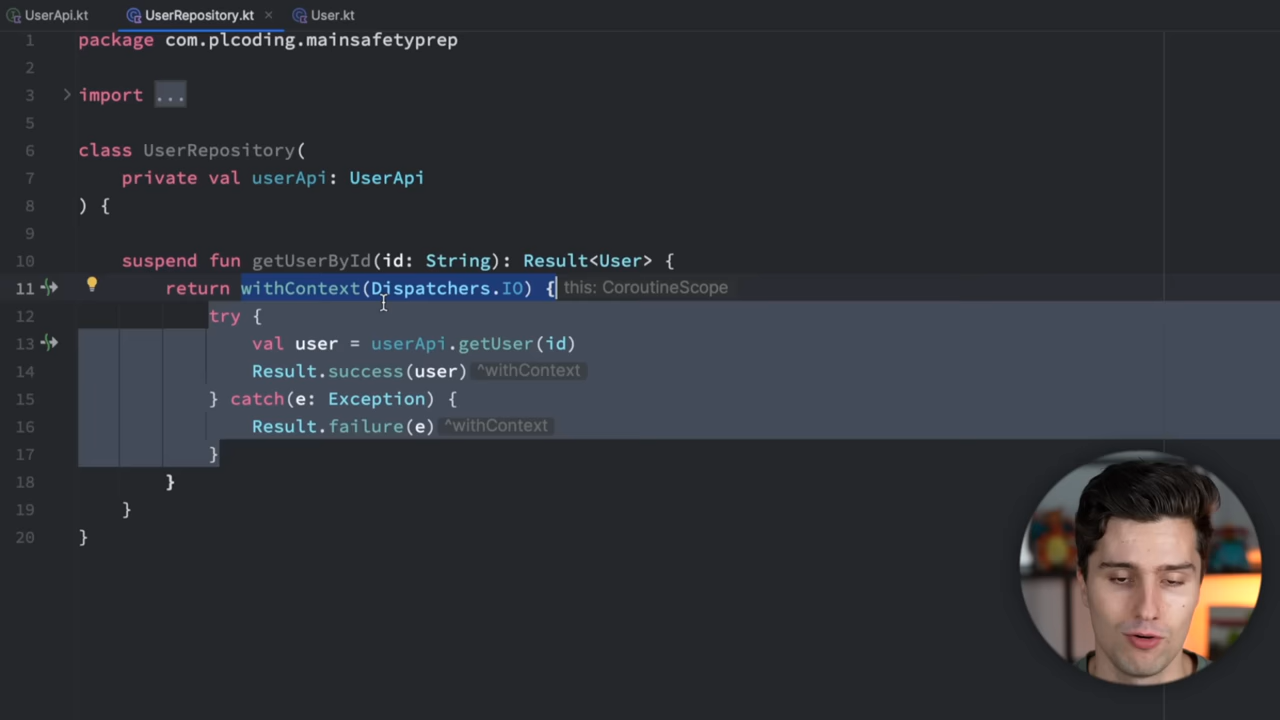 UserApi.kt UserRepository.kt × User.kt
1 package com.plcoding.mainsafetyprep
2
3 > import ...
5
6 class UserRepository(
7 private val userApi: UserApi
8 ) {
9
10 suspend fun getUserById(id: String): Result<User> {
11 return withContext(Dispatchers.IO) { this: CoroutineScope
12 try {
13 val user = userApi.getUser(id)
14 Result.success(user) ^withContext
15 } catch(e: Exception) {
16 Result.failure(e) ^withContext
17 }
18 }
19 }
20 }